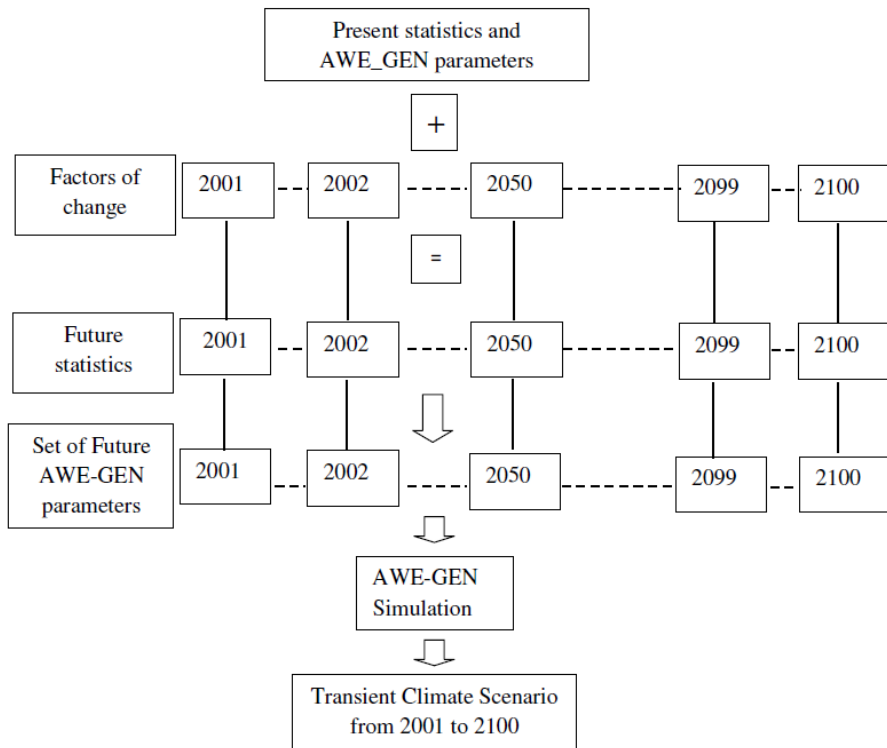 Present statistics and
AWE_GEN parameters
+
Factors of
change
2001
2002
2050
2099
2100
=
Future
statistics
2001
2002
2050
2099
2100
Set of Future
AWE-GEN
parameters
2001
2002
2050
2099
2100
AWE-GEN
Simulation
Transient Climate Scenario
from 2001 to 2100